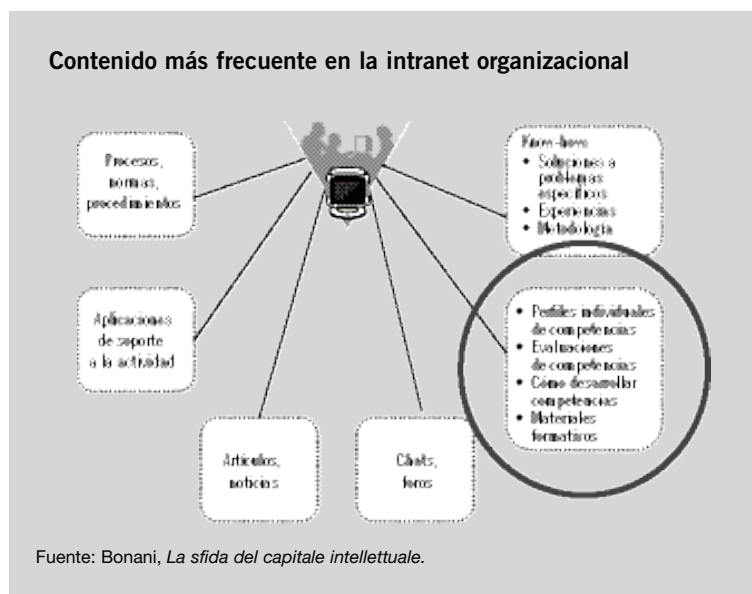 Contenido más frecuente en la intranet organizacional
Procesos,
normas,
procedimientos
Aplicaciones
de soporte
a la actividad
Artículos,
noticias
Chats,
foros
Know-how
• Soluciones a
problemas
específicos
• Experiencias
• Metodología
• Perfiles individuales
de competencias
• Evaluaciones
de competencias
• Cómo desarrollar
competencias
• Materiales
formativos
Fuente: Bonani, La sfida del capitale intellettuale.